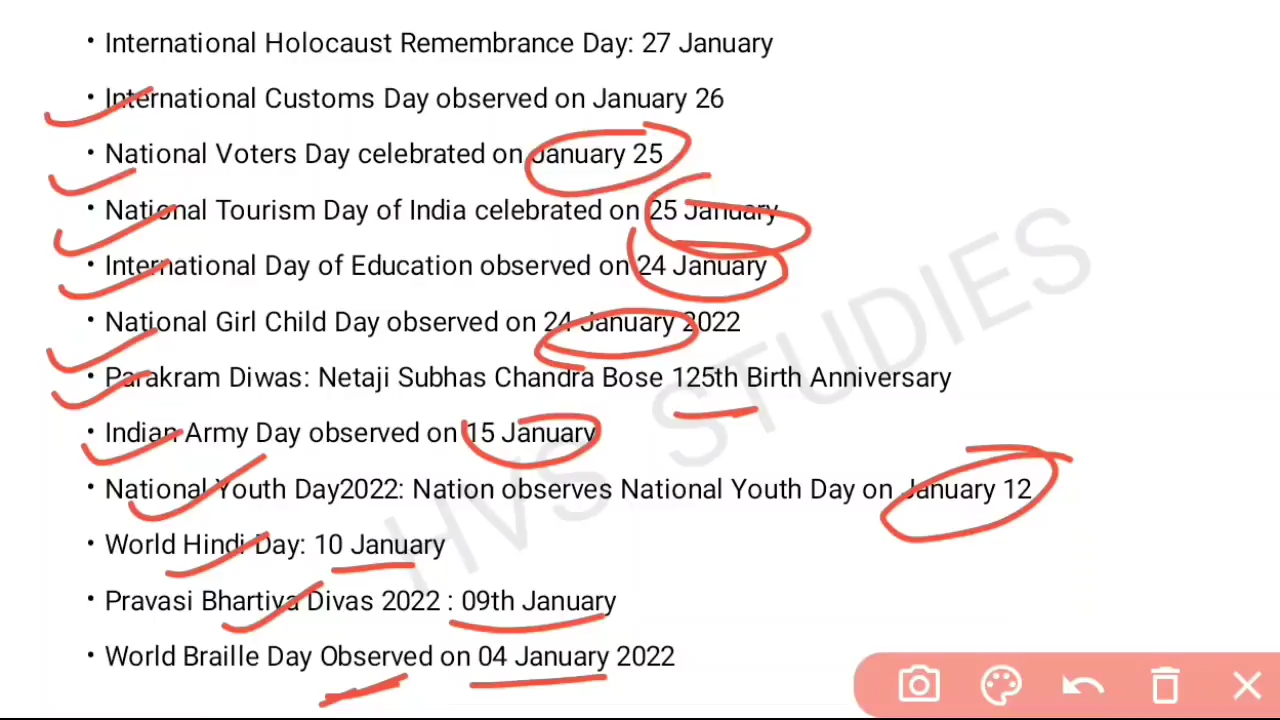 • International Holocaust Remembrance Day: 27 January
• International Customs Day observed on January 26
• National Voters Day celebrated on January 25
• National Tourism Day of India celebrated on 25 January
• International Day of Education observed on 24 January
• National Girl Child Day observed on 24 January 2022
• Parakram Diwas: Netaji Subhas Chandra Bose 125th Birth Anniversary
• Indian Army Day observed on 15 January
• National Youth Day2022: Nation observes National Youth Day on January 12
• World Hindi Day: 10 January
• Pravasi Bhartiya Divas 2022 : 09th January
• World Braille Day Observed on 04 January 2022
HVS STUDIES